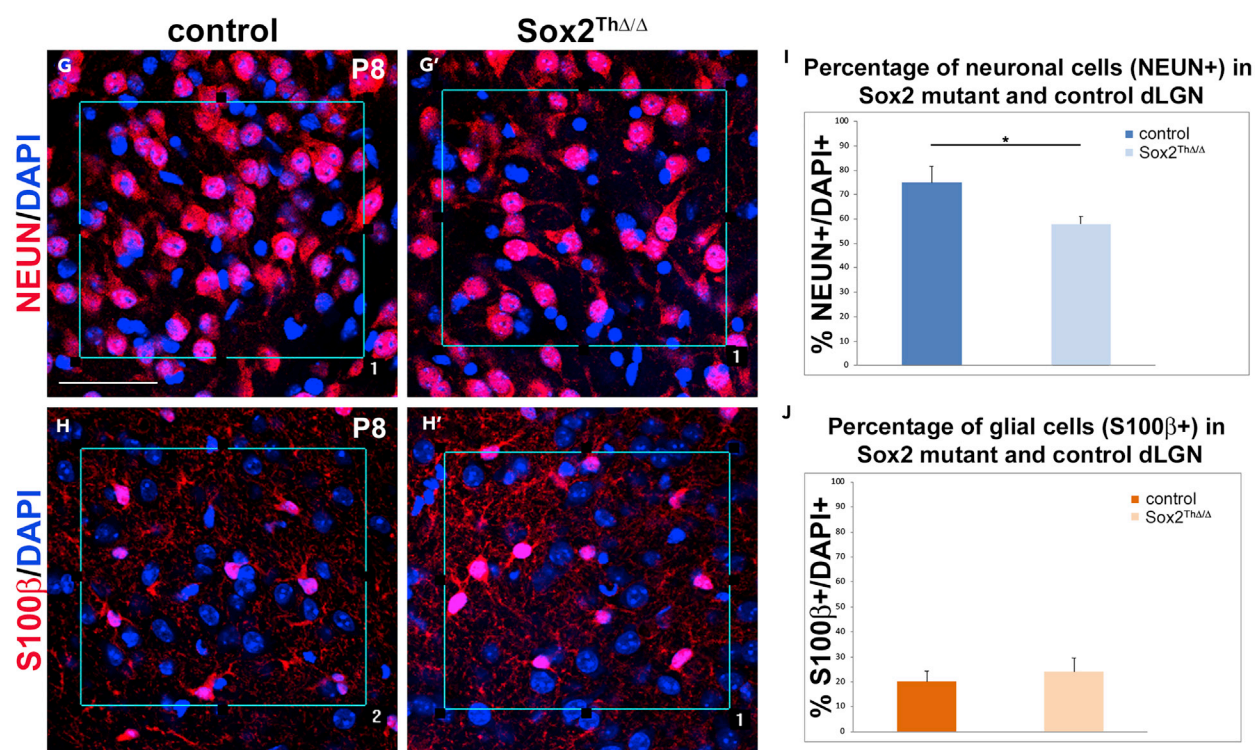 control
Sox2ThΔ/Δ
NEUN/DAPI
G
P8
1
G′
1
S100β/DAPI
H
P8
2
H′
1
I
Percentage of neuronal cells (NEUN+) in
Sox2 mutant and control dLGN
% NEUN+/DAPI+
100
90
80
70
60
50
40
30
20
10
0
*
control
Sox2ThΔ/Δ
J
Percentage of glial cells (S100β+) in
Sox2 mutant and control dLGN
% S100β+/DAPI+
100
90
80
70
60
50
40
30
20
10
0
control
Sox2ThΔ/Δ